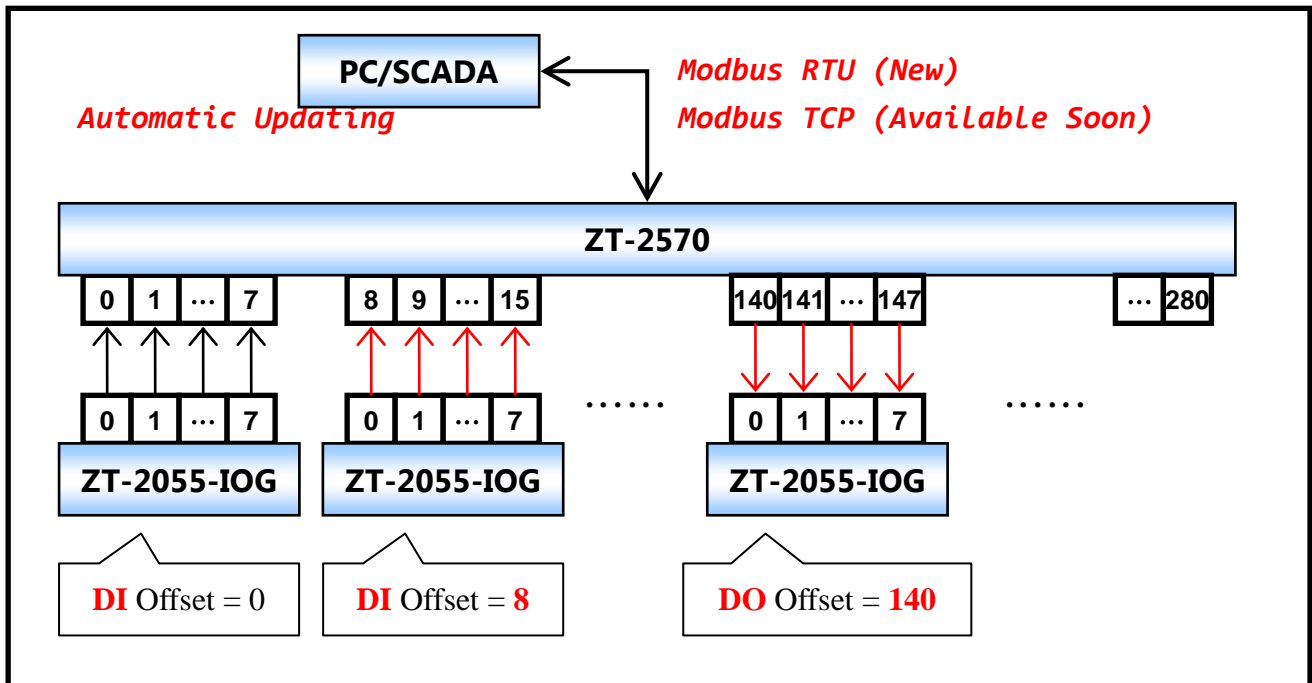 PC/SCADA
Modbus RTU (New)
Automatic Updating
Modbus TCP (Available Soon)
ZT-2570
0 1 ... 7 8 9 ... 15 140 141 ... 147 ... 280
0 1 ... 7 0 1 ... 7 ...... 0 1 ... 7 ......
ZT-2055-IOG ZT-2055-IOG ZT-2055-IOG
DI Offset = 0 DI Offset = 8 DO Offset = 140